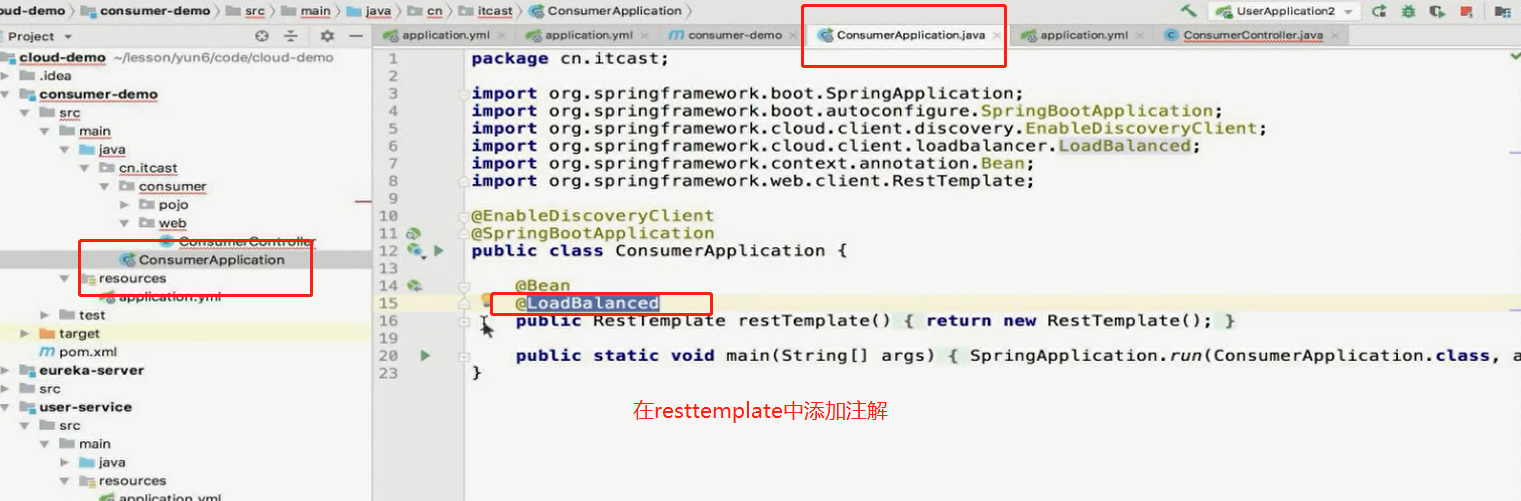 oud-demo consumer-demo src main java cn itcast ConsumerApplication UserApplication2
Project application.yml application.yml consumer-demo ConsumerApplication.java application.yml ConsumerController.java
cloud-demo ~/lesson/yun6/code/cloud-demo
.idea
consumer-demo
src
main
java
cn.itcast
consumer
pojo
web
ConsumerController
ConsumerApplication
resources
application.yml
test
target
pom.xml
eureka-server
src
user-service
src
main
java
resources
application.yml
1 package cn.itcast;
2
3 import org.springframework.boot.SpringApplication;
4 import org.springframework.boot.autoconfigure.SpringBootApplication;
5 import org.springframework.cloud.client.discovery.EnableDiscoveryClient;
6 import org.springframework.cloud.client.loadbalancer.LoadBalanced;
7 import org.springframework.context.annotation.Bean;
8 import org.springframework.web.client.RestTemplate;
9
10 @EnableDiscoveryClient
11 @SpringBootApplication
12 public class ConsumerApplication {
13
14 @Bean
15 @LoadBalanced
16 public RestTemplate restTemplate() { return new RestTemplate(); }
19
20 public static void main(String[] args) { SpringApplication.run(ConsumerApplication.class, a
23 }
在resttemplate中添加注解